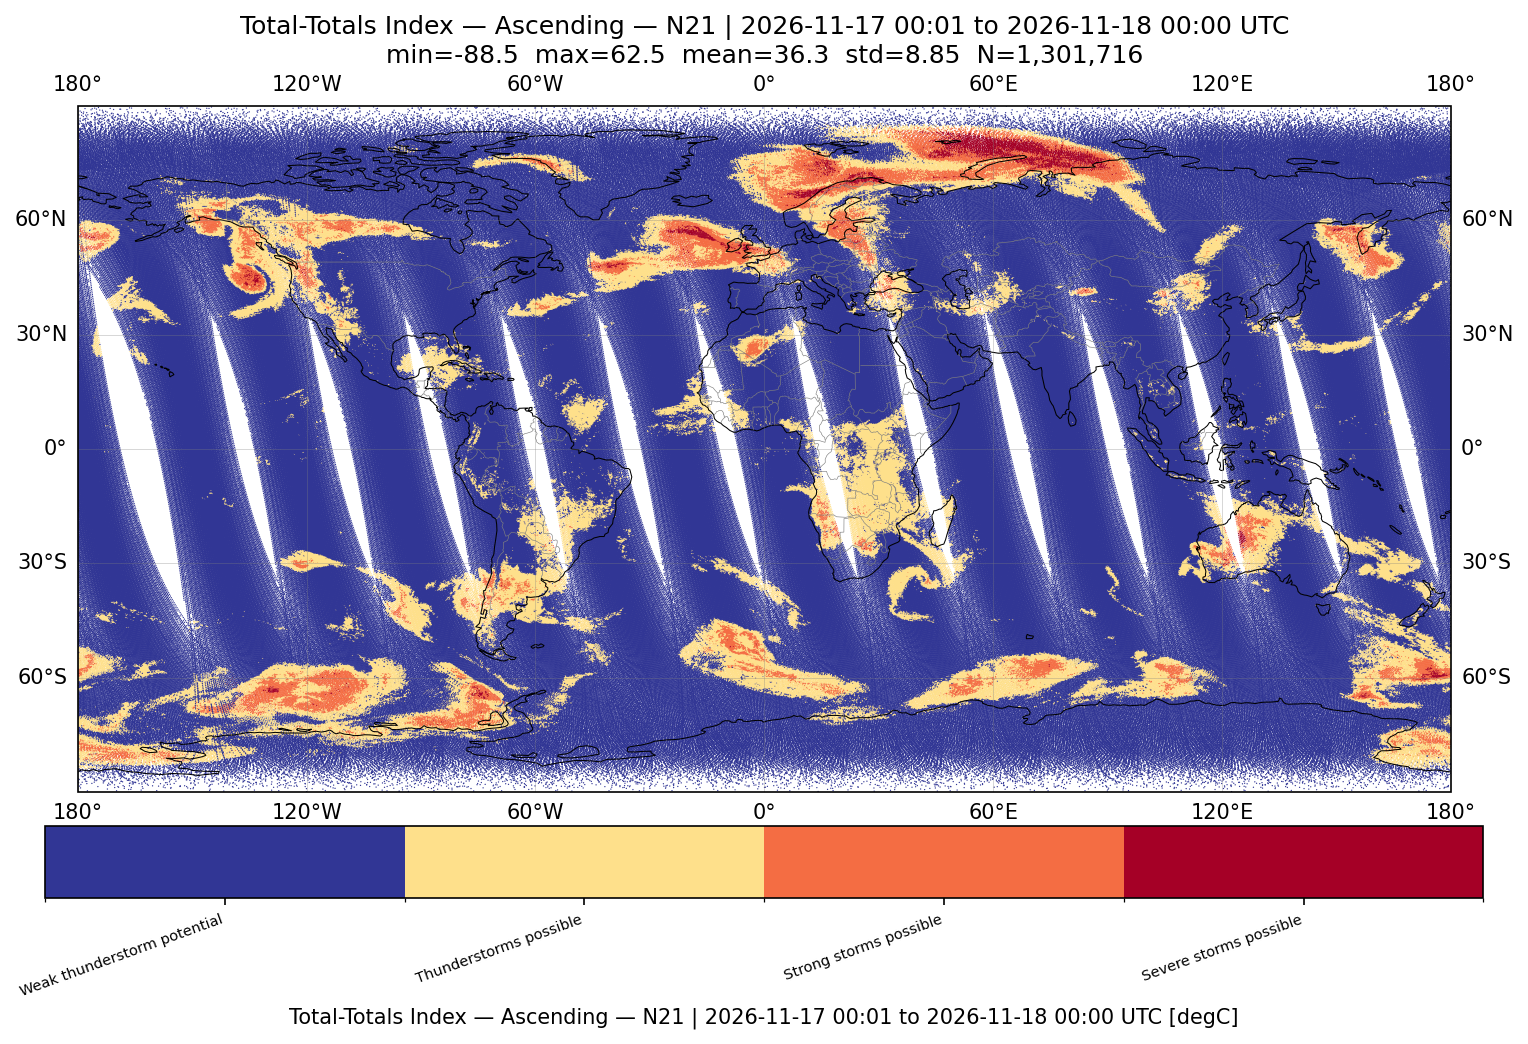 Total-Totals Index — Ascending — N21 | 2026-11-17 00:01 to 2026-11-18 00:00 UTC
min=-88.5 max=62.5 mean=36.3 std=8.85 N=1,301,716
180° 120°W 60°W 0° 60°E 120°E 180°
60°N 60°N
30°N 30°N
0° 0°
30°S 30°S
60°S 60°S
180° 120°W 60°W 0° 60°E 120°E 180°
Weak thunderstorm potential
Thunderstorms possible
Strong storms possible
Severe storms possible
Total-Totals Index — Ascending — N21 | 2026-11-17 00:01 to 2026-11-18 00:00 UTC [degC]